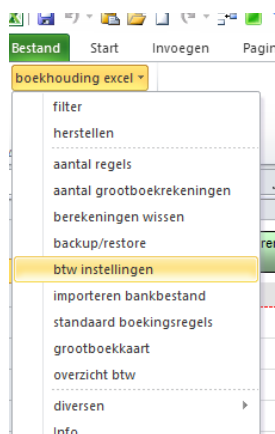 Bestand Start Invoegen Pagin
boekhouding excel
filter
herstellen
aantal regels
aantal grootboekrekeningen
berekeningen wissen
backup/restore
btw instellingen
importeren bankbestand
standaard boekingsregels
grootboekkaart
overzicht btw
diversen
Info